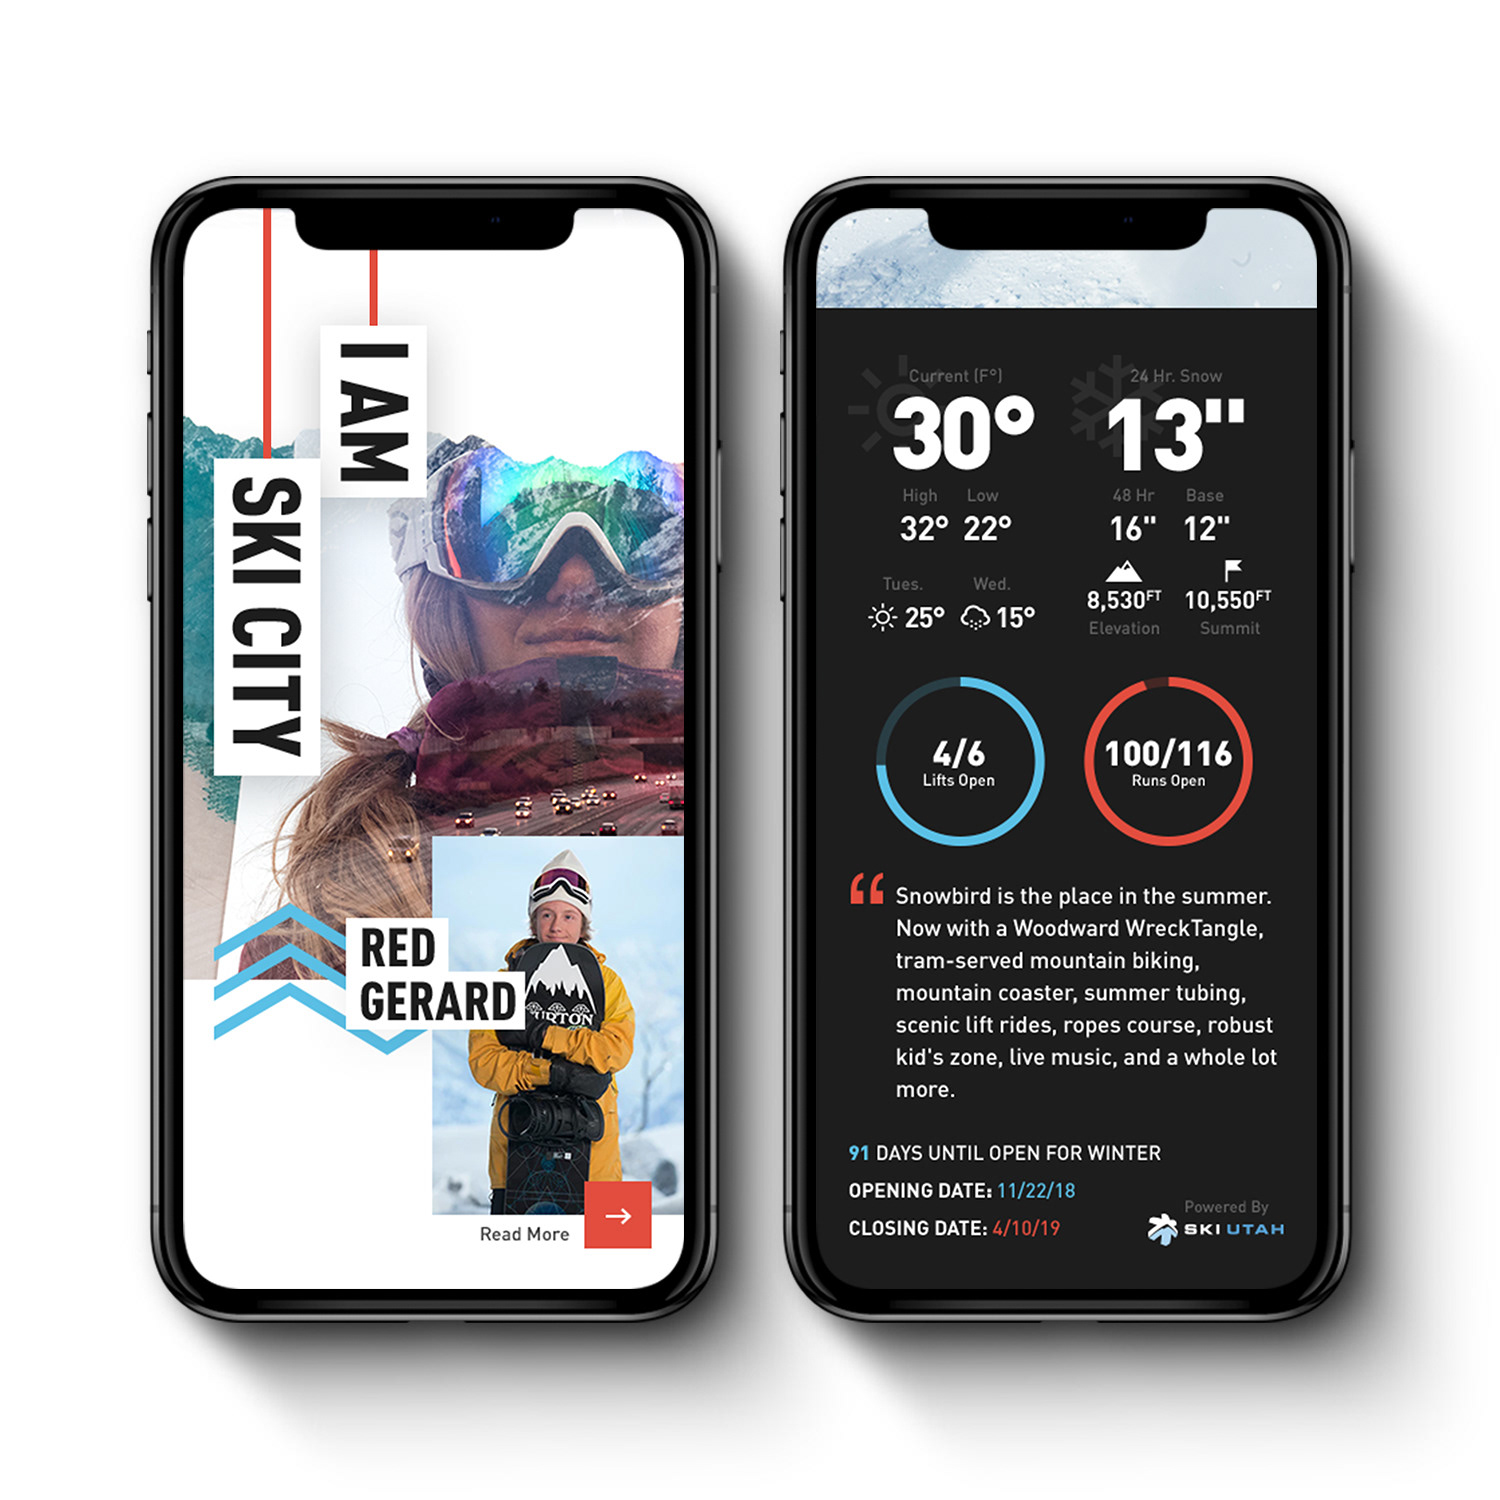 I AM
SKI CITY
RED
GERARD
BURTON
Read More
Current (F°)
24 Hr. Snow
30°
13"
High
Low
48 Hr
Base
32°
22°
16"
12"
Tues.
Wed.
25°
15°
8,530FT
10,550FT
Elevation
Summit
4/6
Lifts Open
100/116
Runs Open
“ Snowbird is the place in the summer.
Now with a Woodward WreckTangle,
tram-served mountain biking,
mountain coaster, summer tubing,
scenic lift rides, ropes course, robust
kid's zone, live music, and a whole lot
more.
91 DAYS UNTIL OPEN FOR WINTER
OPENING DATE: 11/22/18
CLOSING DATE: 4/10/19
Powered By
SKI UTAH